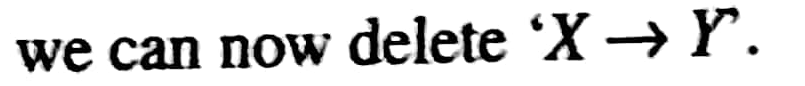 we can now delete ‘X → Y’.